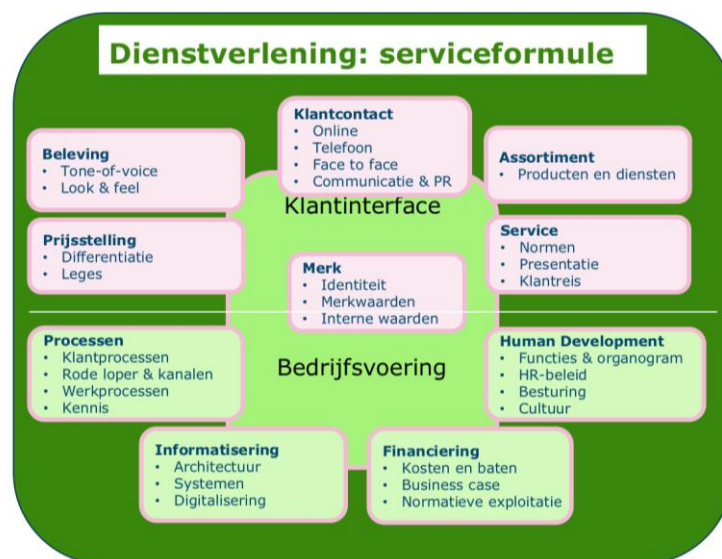 Dienstverlening: serviceformule
Klantcontact
• Online
• Telefoon
• Face to face
• Communicatie & PR
Beleving
• Tone-of-voice
• Look & feel
Assortiment
• Producten en diensten
Klantinterface
Prijsstelling
• Differentiatie
• Leges
Service
• Normen
• Presentatie
• Klantreis
Merk
• Identiteit
• Merkwaarden
• Interne waarden
Processen
• Klantprocessen
• Rode loper & kanalen
• Werkprocessen
• Kennis
Bedrijfsvoering
Human Development
• Functies & organogram
• HR-beleid
• Besturing
• Cultuur
Informatisering
• Architectuur
• Systemen
• Digitalisering
Financiering
• Kosten en baten
• Business case
• Normatieve exploitatie